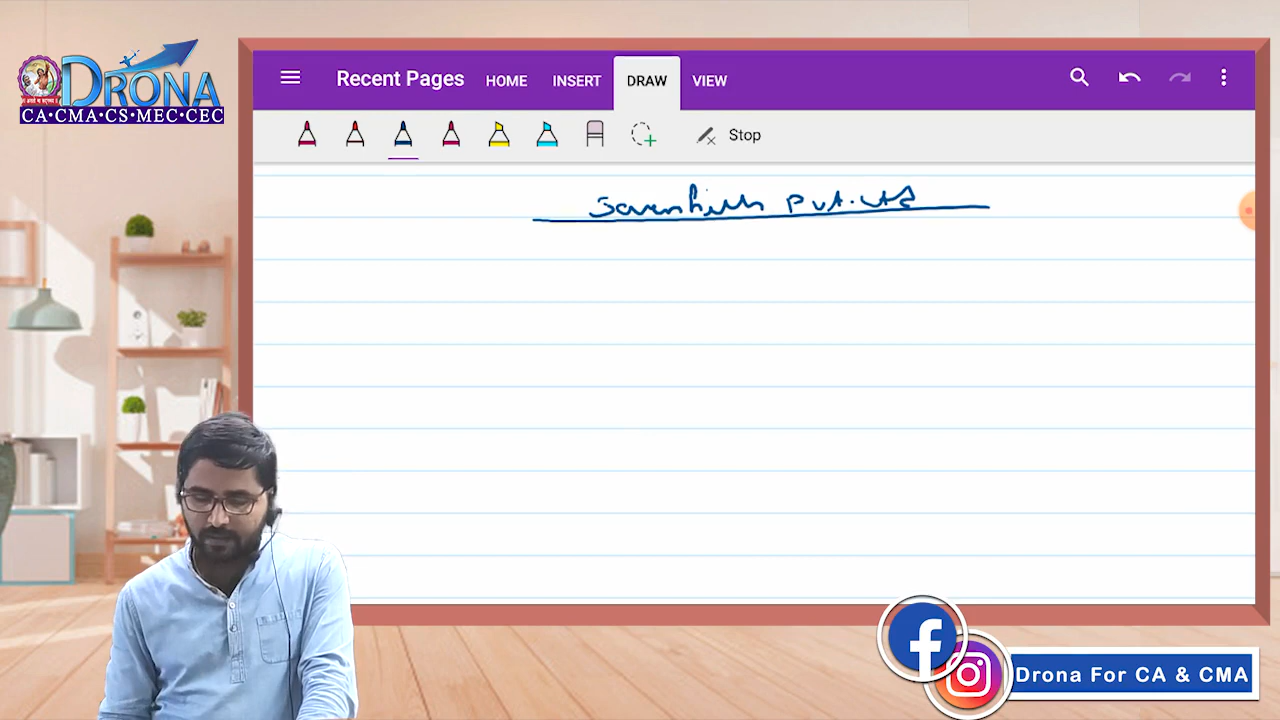 DRONA
CA•CMA•CS•MEC•CEC
Recent Pages HOME INSERT DRAW VIEW
Stop
Sevenhills Pvt. Ltd
Drona For CA & CMA